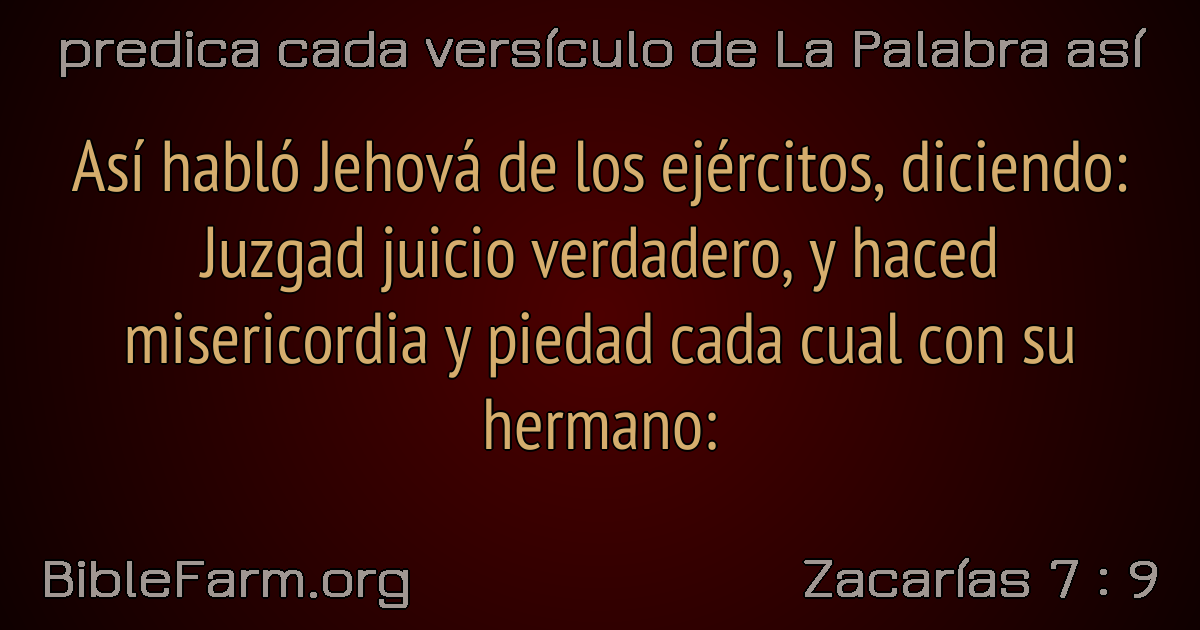 predica cada versículo de La Palabra así
Así habló Jehová de los ejércitos, diciendo:
Juzgad juicio verdadero, y haced
misericordia y piedad cada cual con su
hermano:
BibleFarm.org
Zacarías 7 : 9